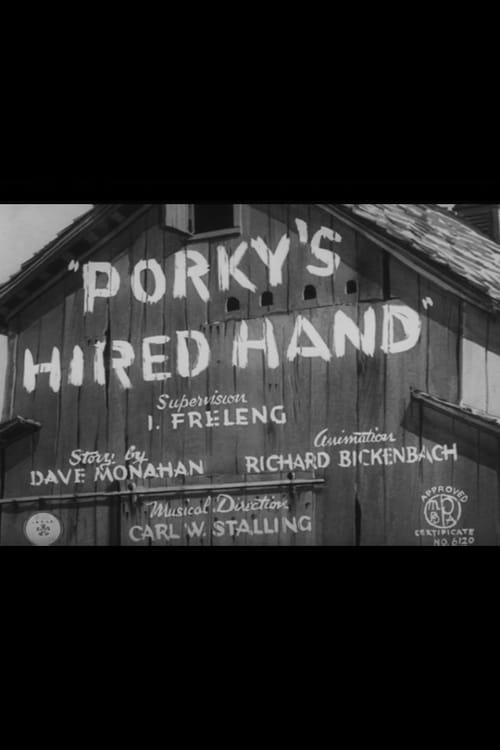 "PORKY'S
HIRED HAND"
Supervision
I. FRELENG
Story by
DAVE MONAHAN
Animation
RICHARD BICKENBACH
Musical Direction
CARL W. STALLING
APPROVED
MPPDA
CERTIFICATE
NO. 6120